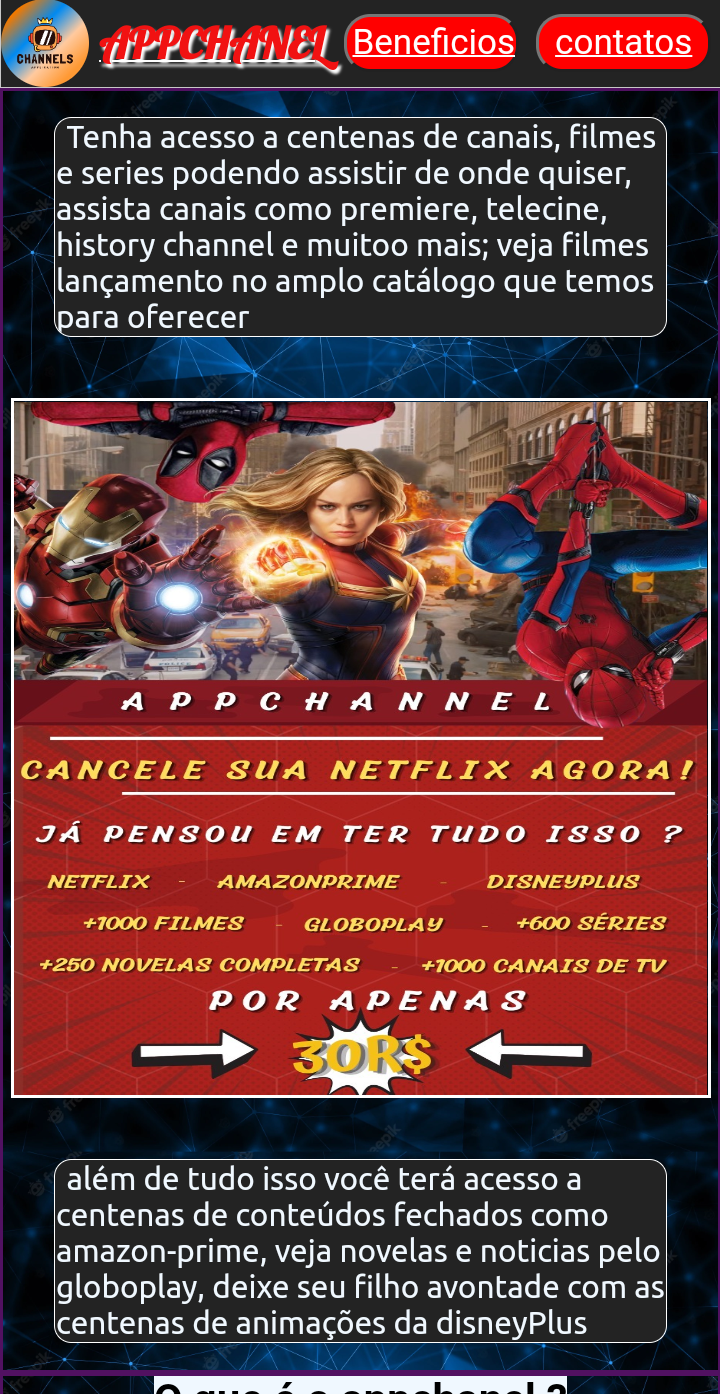 CHANNELS
APPCHANEL
Beneficios
contatos
Tenha acesso a centenas de canais, filmes
e series podendo assistir de onde quiser,
assista canais como premiere, telecine,
history channel e muitoo mais; veja filmes
lançamento no amplo catálogo que temos
para oferecer
APPCHANNEL
CANCELE SUA NETFLIX AGORA!
JÁ PENSOU EM TER TUDO ISSO ?
NETFLIX - AMAZONPRIME - DISNEYPLUS
+1000 FILMES - GLOBOPLAY - +600 SÉRIES
+250 NOVELAS COMPLETAS - +1000 CANAIS DE TV
POR APENAS
30R$
além de tudo isso você terá acesso a
centenas de conteúdos fechados como
amazon-prime, veja novelas e noticias pelo
globoplay, deixe seu filho avontade com as
centenas de animações da disneyPlus
O que é o appchanel ?